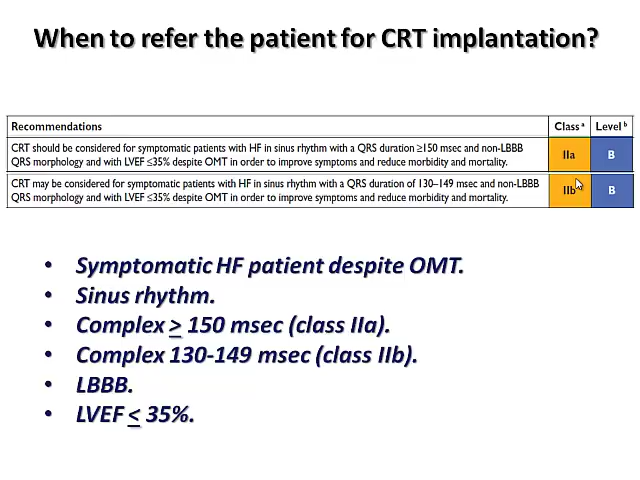 When to refer the patient for CRT implantation?
Recommendations Class a Level b
CRT should be considered for symptomatic patients with HF in sinus rhythm with a QRS duration ≥150 msec and non-LBBB
QRS morphology and with LVEF ≤35% despite OMT in order to improve symptoms and reduce morbidity and mortality.
IIa B
CRT may be considered for symptomatic patients with HF in sinus rhythm with a QRS duration of 130–149 msec and non-LBBB
QRS morphology and with LVEF ≤35% despite OMT in order to improve symptoms and reduce morbidity and mortality.
IIb B
• Symptomatic HF patient despite OMT.
• Sinus rhythm.
• Complex > 150 msec (class IIa).
• Complex 130-149 msec (class IIb).
• LBBB.
• LVEF < 35%.